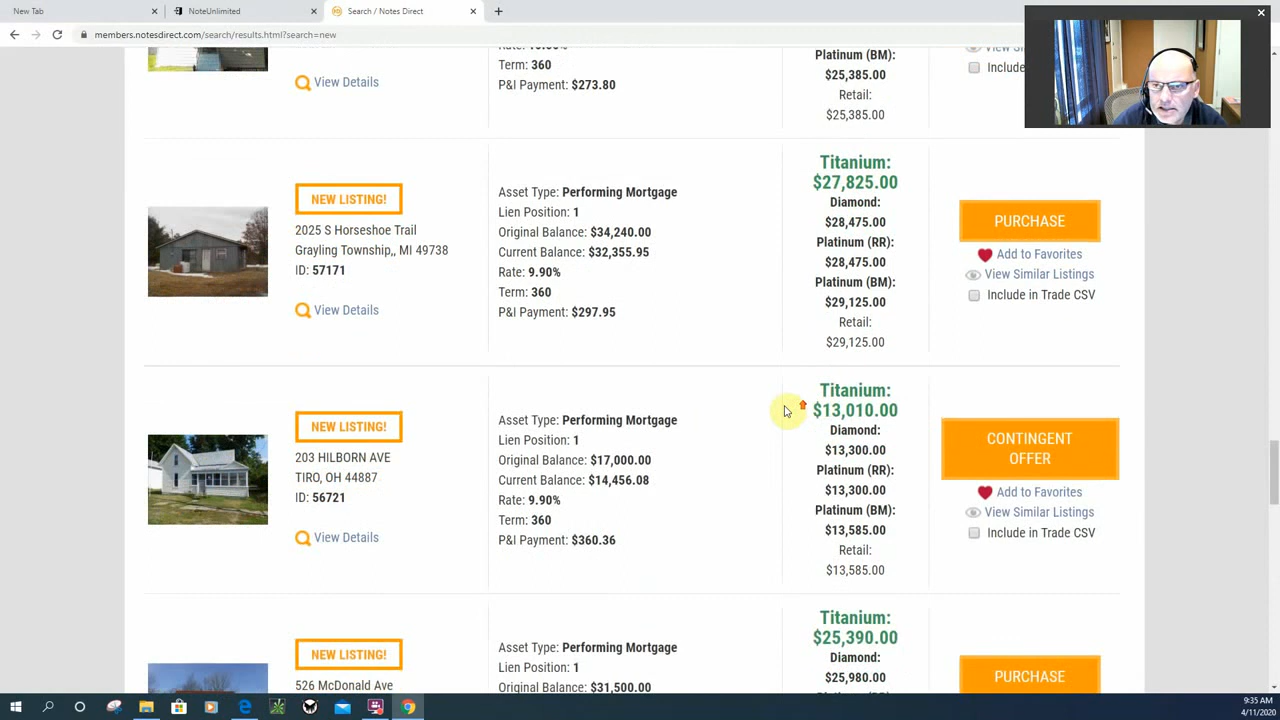 New Tab
NoteUnlimited
Search / Notes Direct
members.notesdirect.com/search/results.html?search=new
Term: 360
P&I Payment: $273.80
View Details
Platinum (BM):
$25,385.00
Retail:
$25,385.00
Include
NEW LISTING!
2025 S Horseshoe Trail
Grayling Township,, MI 49738
ID: 57171
View Details
Asset Type: Performing Mortgage
Lien Position: 1
Original Balance: $34,240.00
Current Balance: $32,355.95
Rate: 9.90%
Term: 360
P&I Payment: $297.95
Titanium:
$27,825.00
Diamond:
$28,475.00
Platinum (RR):
$28,475.00
Platinum (BM):
$29,125.00
Retail:
$29,125.00
PURCHASE
Add to Favorites
View Similar Listings
Include in Trade CSV
NEW LISTING!
203 HILBORN AVE
TIRO, OH 44887
ID: 56721
View Details
Asset Type: Performing Mortgage
Lien Position: 1
Original Balance: $17,000.00
Current Balance: $14,456.08
Rate: 9.90%
Term: 360
P&I Payment: $360.36
Titanium:
$13,010.00
Diamond:
$13,300.00
Platinum (RR):
$13,300.00
Platinum (BM):
$13,585.00
Retail:
$13,585.00
CONTINGENT
OFFER
Add to Favorites
View Similar Listings
Include in Trade CSV
NEW LISTING!
526 McDonald Ave
Asset Type: Performing Mortgage
Lien Position: 1
Original Balance: $31,500.00
Titanium:
$25,390.00
Diamond:
$25,980.00
PURCHASE
9:35 AM
4/11/2020